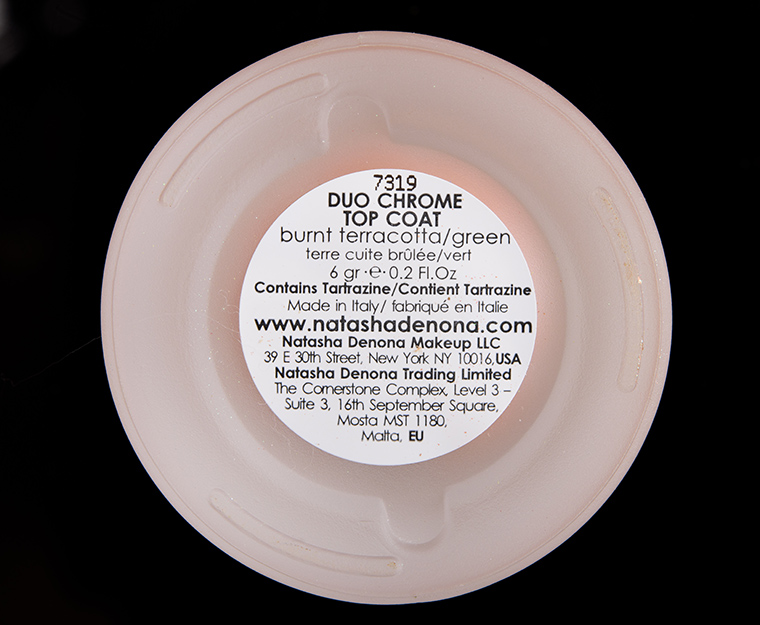 7319
DUO CHROME
TOP COAT
burnt terracotta/green
terre cuite brûlée/vert
6 gr ·e· 0.2 Fl.Oz
Contains Tartrazine/Contient Tartrazine
Made in Italy/ fabriqué en Italie
www.natashadenona.com
Natasha Denona Makeup LLC
39 E 30th Street, New York NY 10016,USA
Natasha Denona Trading Limited
The Cornerstone Complex, Level 3 –
Suite 3, 16th September Square,
Mosta MST 1180,
Malta, EU